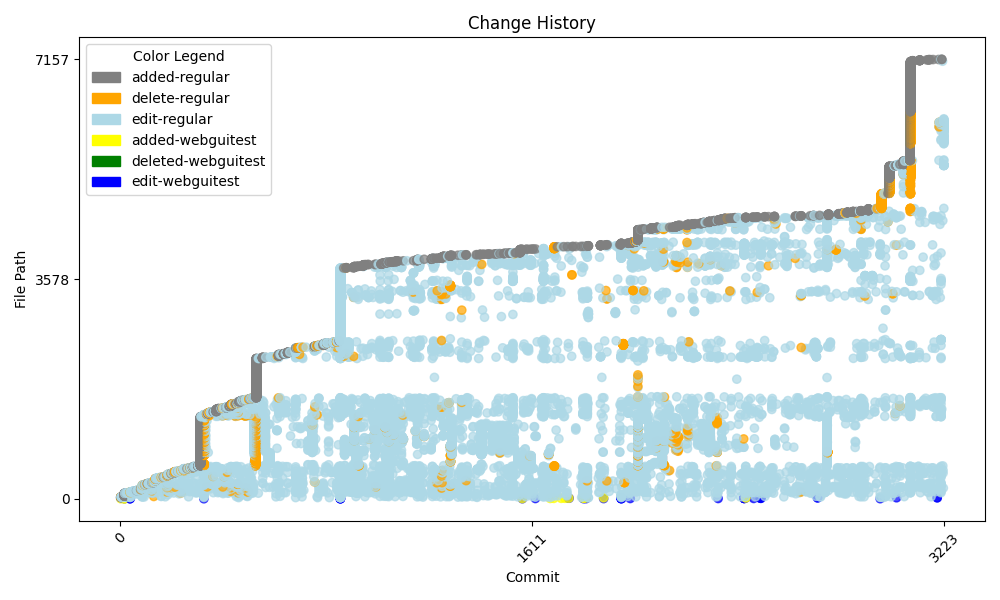 Change History
7157
3578
0
File Path
Color Legend
added-regular
delete-regular
edit-regular
added-webguitest
deleted-webguitest
edit-webguitest
0
1611
3223
Commit